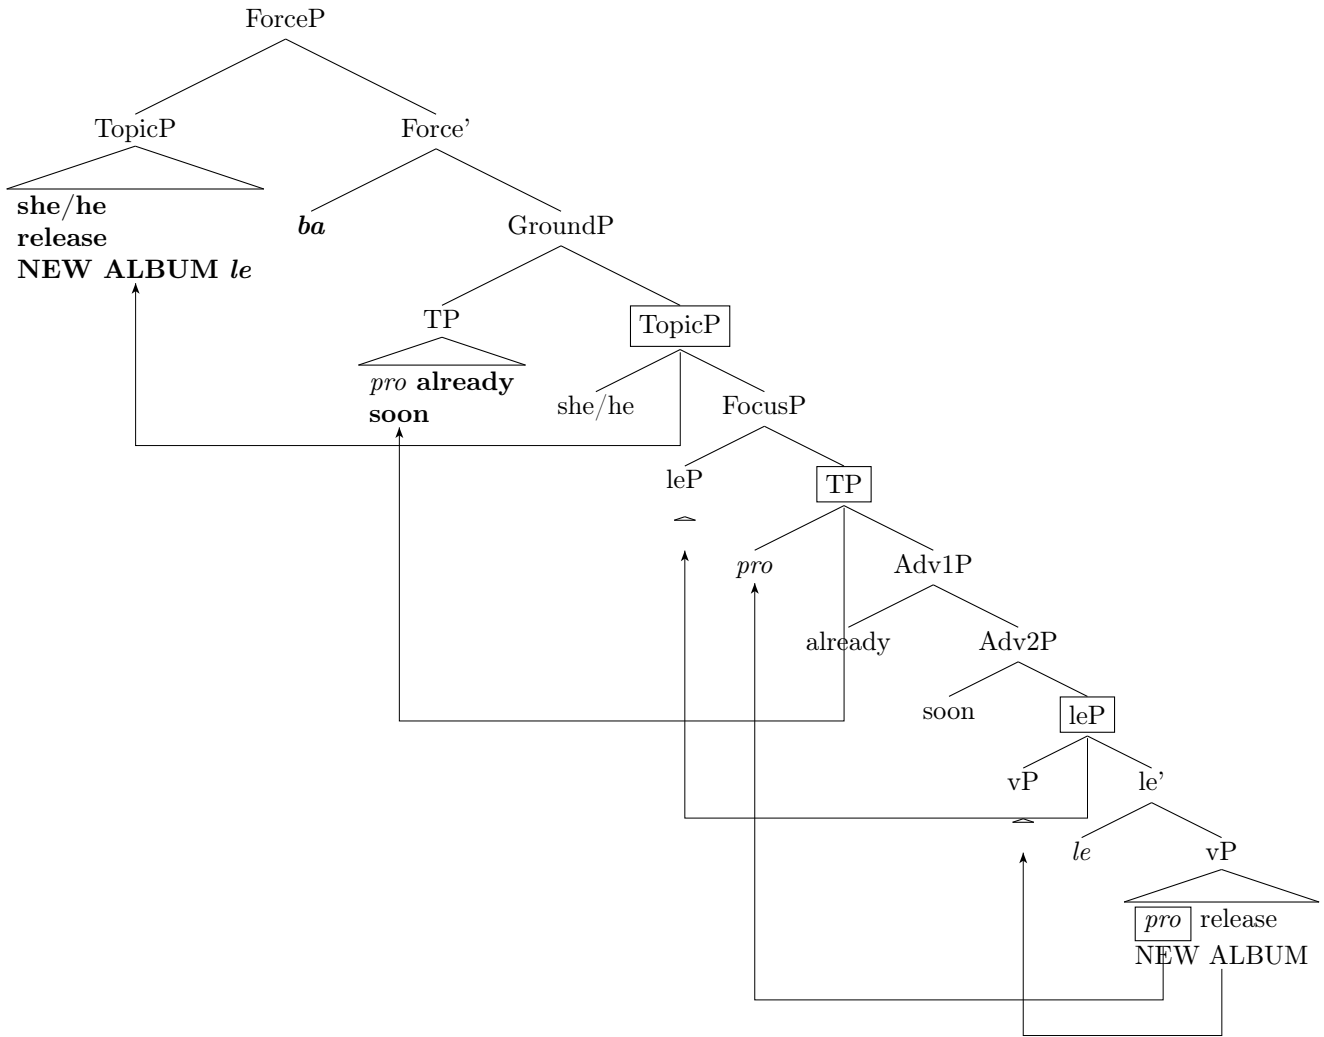 ForceP
TopicP
Force'
she/he
release
NEW ALBUM le
ba
GroundP
TP
TopicP
pro already
soon
she/he
FocusP
leP
TP
pro
Adv1P
already
Adv2P
soon
leP
vP
le'
le
vP
pro release
NEW ALBUM